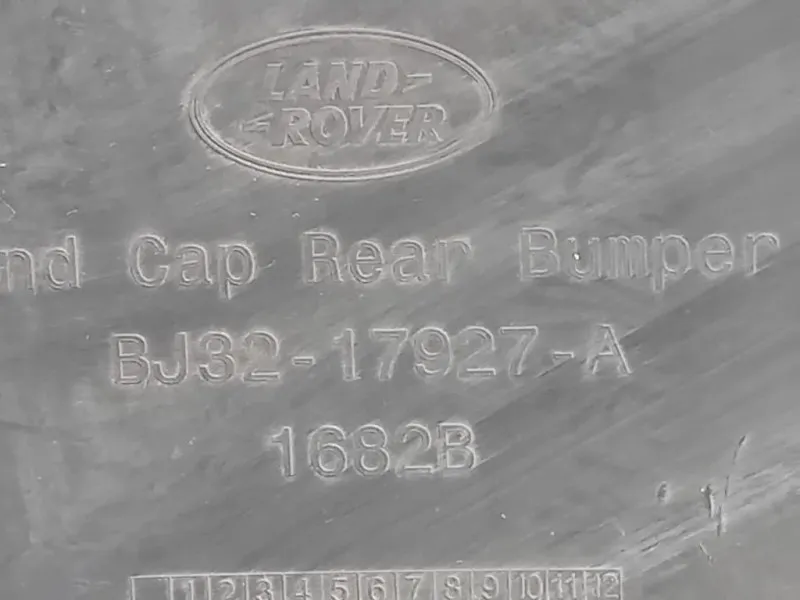 LAND
ROVER
nd Cap Rear Bumper
BJ32-17927-A
1682B
1 2 3 4 5 6 7 8 9 10 11 12